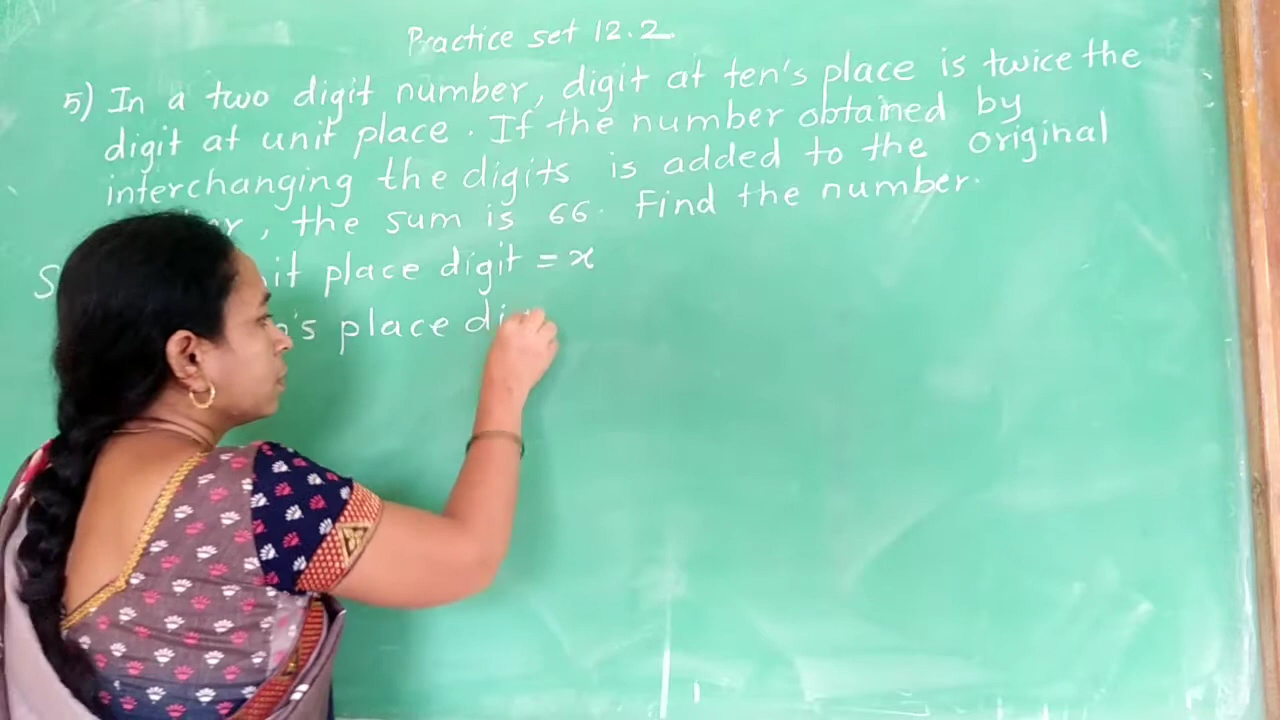 Practice set 12.2
5) In a two digit number, digit at ten's place is twice the
digit at unit place. If the number obtained by
interchanging the digits is added to the original
, the sum is 66. Find the number.
place digit = x
place